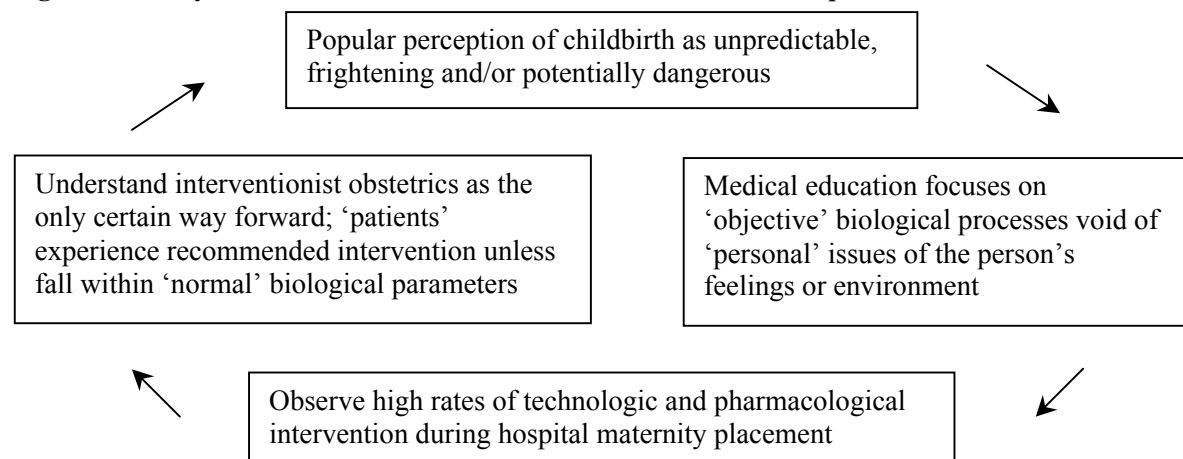 Popular perception of childbirth as unpredictable,
frightening and/or potentially dangerous
Medical education focuses on
‘objective’ biological processes void of
‘personal’ issues of the person’s
feelings or environment
Observe high rates of technologic and pharmacological
intervention during hospital maternity placement
Understand interventionist obstetrics as the
only certain way forward; ‘patients’
experience recommended intervention unless
fall within ‘normal’ biological parameters